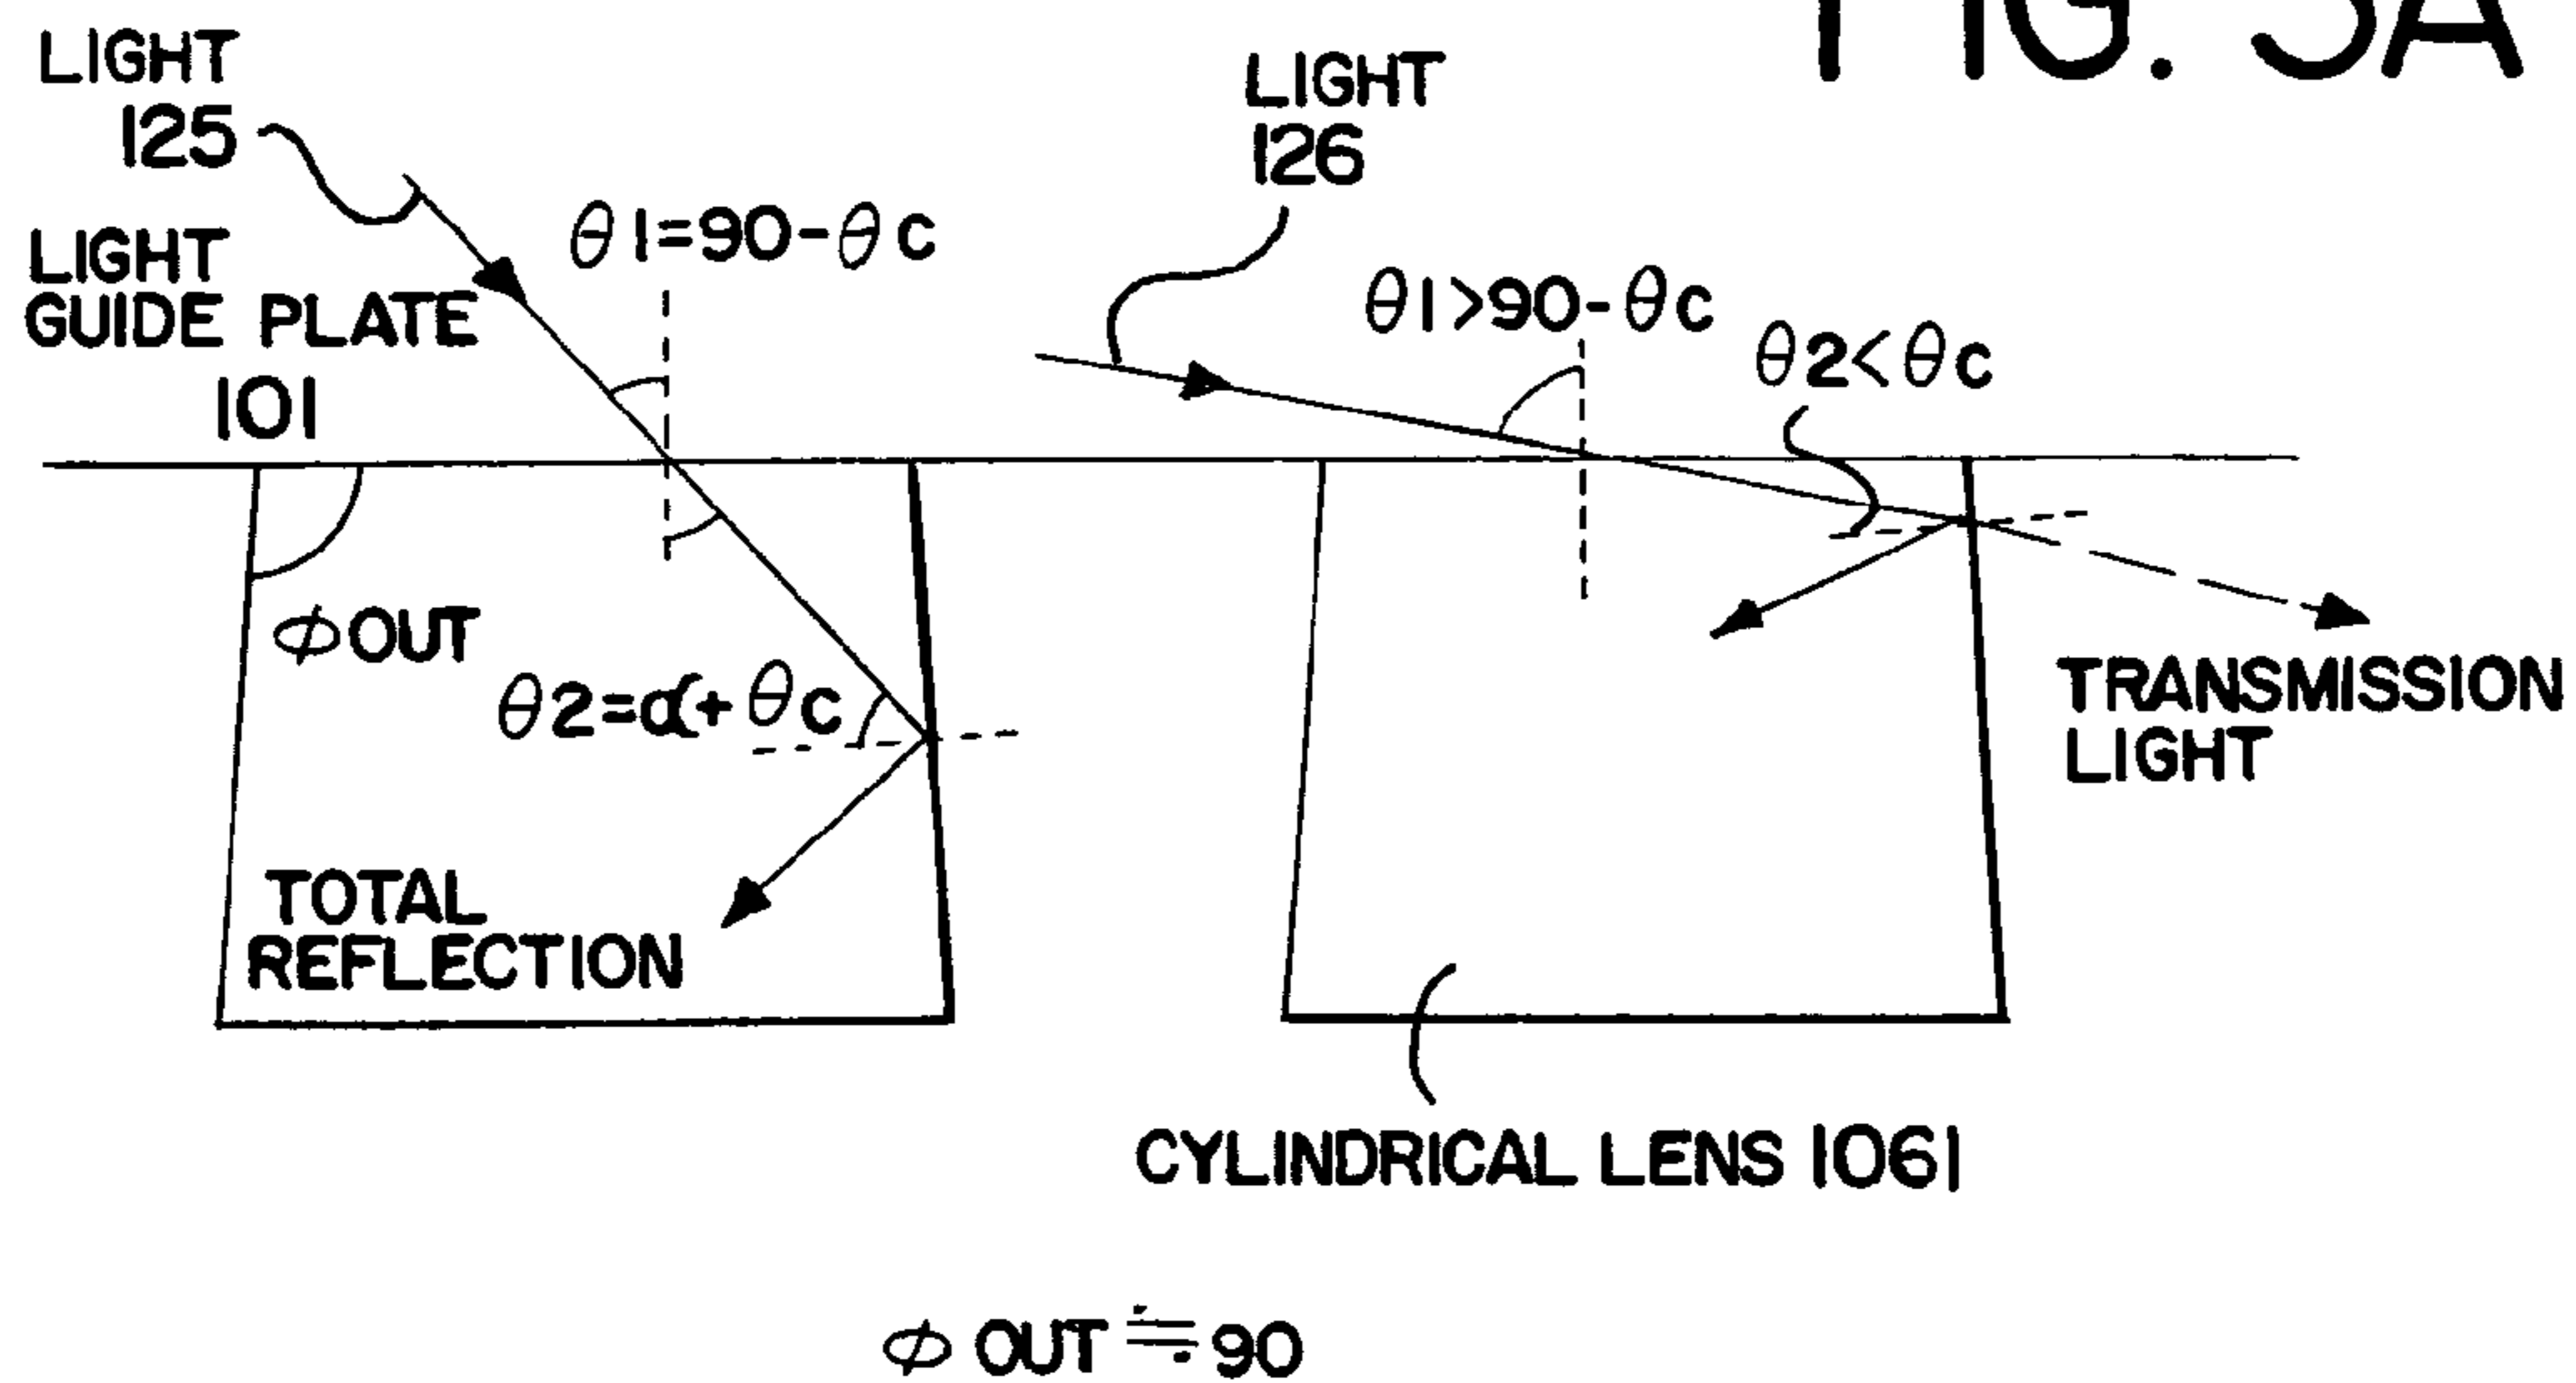 FIG. 5A
LIGHT
125
LIGHT
126
LIGHT
GUIDE PLATE
101
θ1=90-θc
θ1>90-θc
θ2<θc
ϕOUT
θ2=α+θc
TRANSMISSION
LIGHT
TOTAL
REFLECTION
CYLINDRICAL LENS 1061
ϕ OUT ≒ 90